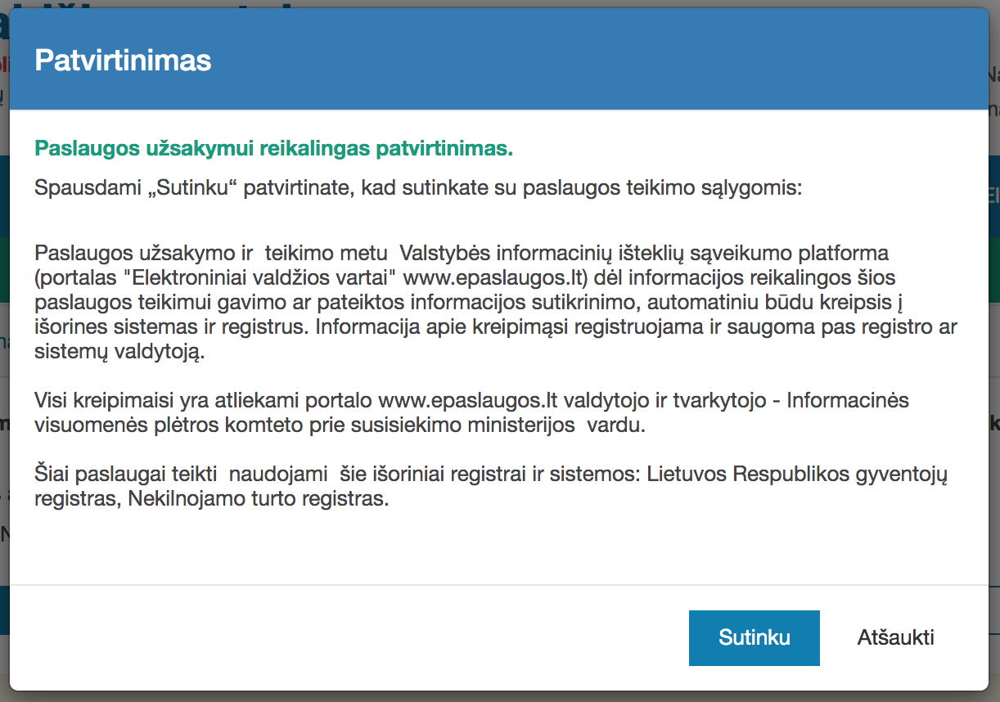 Patvirtinimas
Paslaugos užsakymui reikalingas patvirtinimas.
Spausdami „Sutinku“ patvirtinate, kad sutinkate su paslaugos teikimo sąlygomis:
Paslaugos užsakymo ir  teikimo metu  Valstybės informacinių išteklių sąveikumo platforma
(portalas "Elektroniniai valdžios vartai" www.epaslaugos.lt) dėl informacijos reikalingos šios
paslaugos teikimui gavimo ar pateiktos informacijos sutikrinimo, automatiniu būdu kreipsis į
išorines sistemas ir registrus. Informacija apie kreipimąsi registruojama ir saugoma pas registro ar
sistemų valdytoją.
Visi kreipimaisi yra atliekami portalo www.epaslaugos.lt valdytojo ir tvarkytojo - Informacinės
visuomenės plėtros komteto prie susisiekimo ministerijos  vardu.
Šiai paslaugai teikti  naudojami  šie išoriniai registrai ir sistemos: Lietuvos Respublikos gyventojų
registras, Nekilnojamo turto registras.
Sutinku Atšaukti